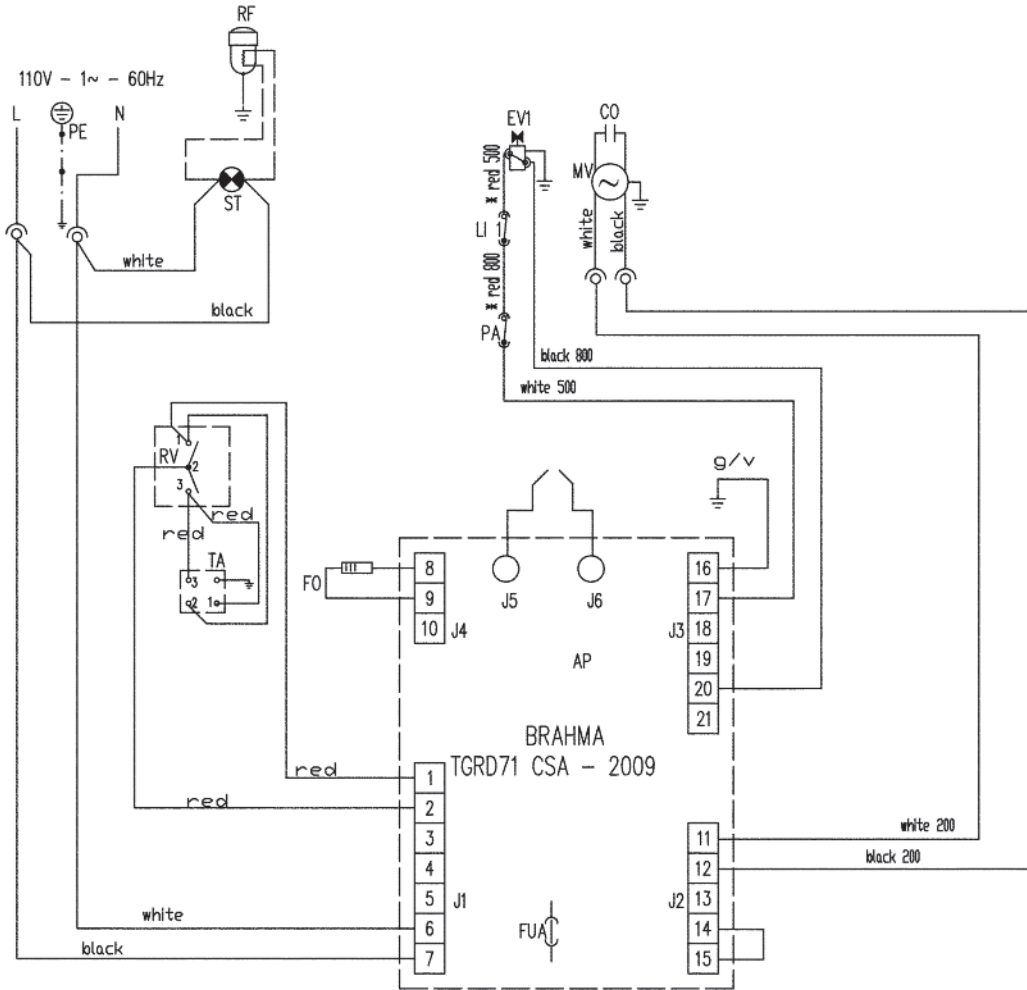 RF
110V - 1~ - 60Hz
L
PE
N
ST
white
black
EV1
* red 500
LI 1
* red 800
PA
black 800
white 500
CO
MV
white
black
g/v
RV
1
2
3
red
red
TA
3
2
1
FO
8
9
10
J4
J5
J6
AP
16
17
18
19
20
21
J3
BRAHMA
TGRD71 CSA - 2009
red
red
1
2
3
4
5
6
7
J1
white
black
FUA
11
12
13
14
15
J2
white 200
black 200